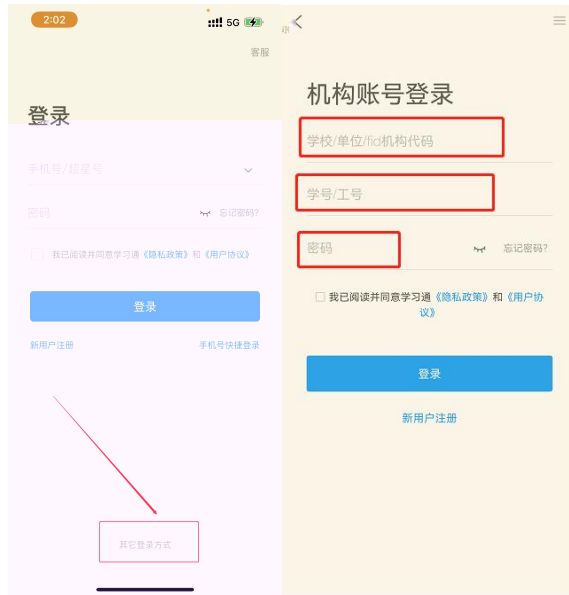 2:02
5G
客服
登录
手机号/超星号
密码
忘记密码?
我已阅读并同意学习通《隐私政策》和《用户协议》
登录
新用户注册
手机号快捷登录
其它登录方式
机构账号登录
学校/单位/fid机构代码
学号/工号
密码
忘记密码?
我已阅读并同意学习通《隐私政策》和《用户协
议》
登录
新用户注册